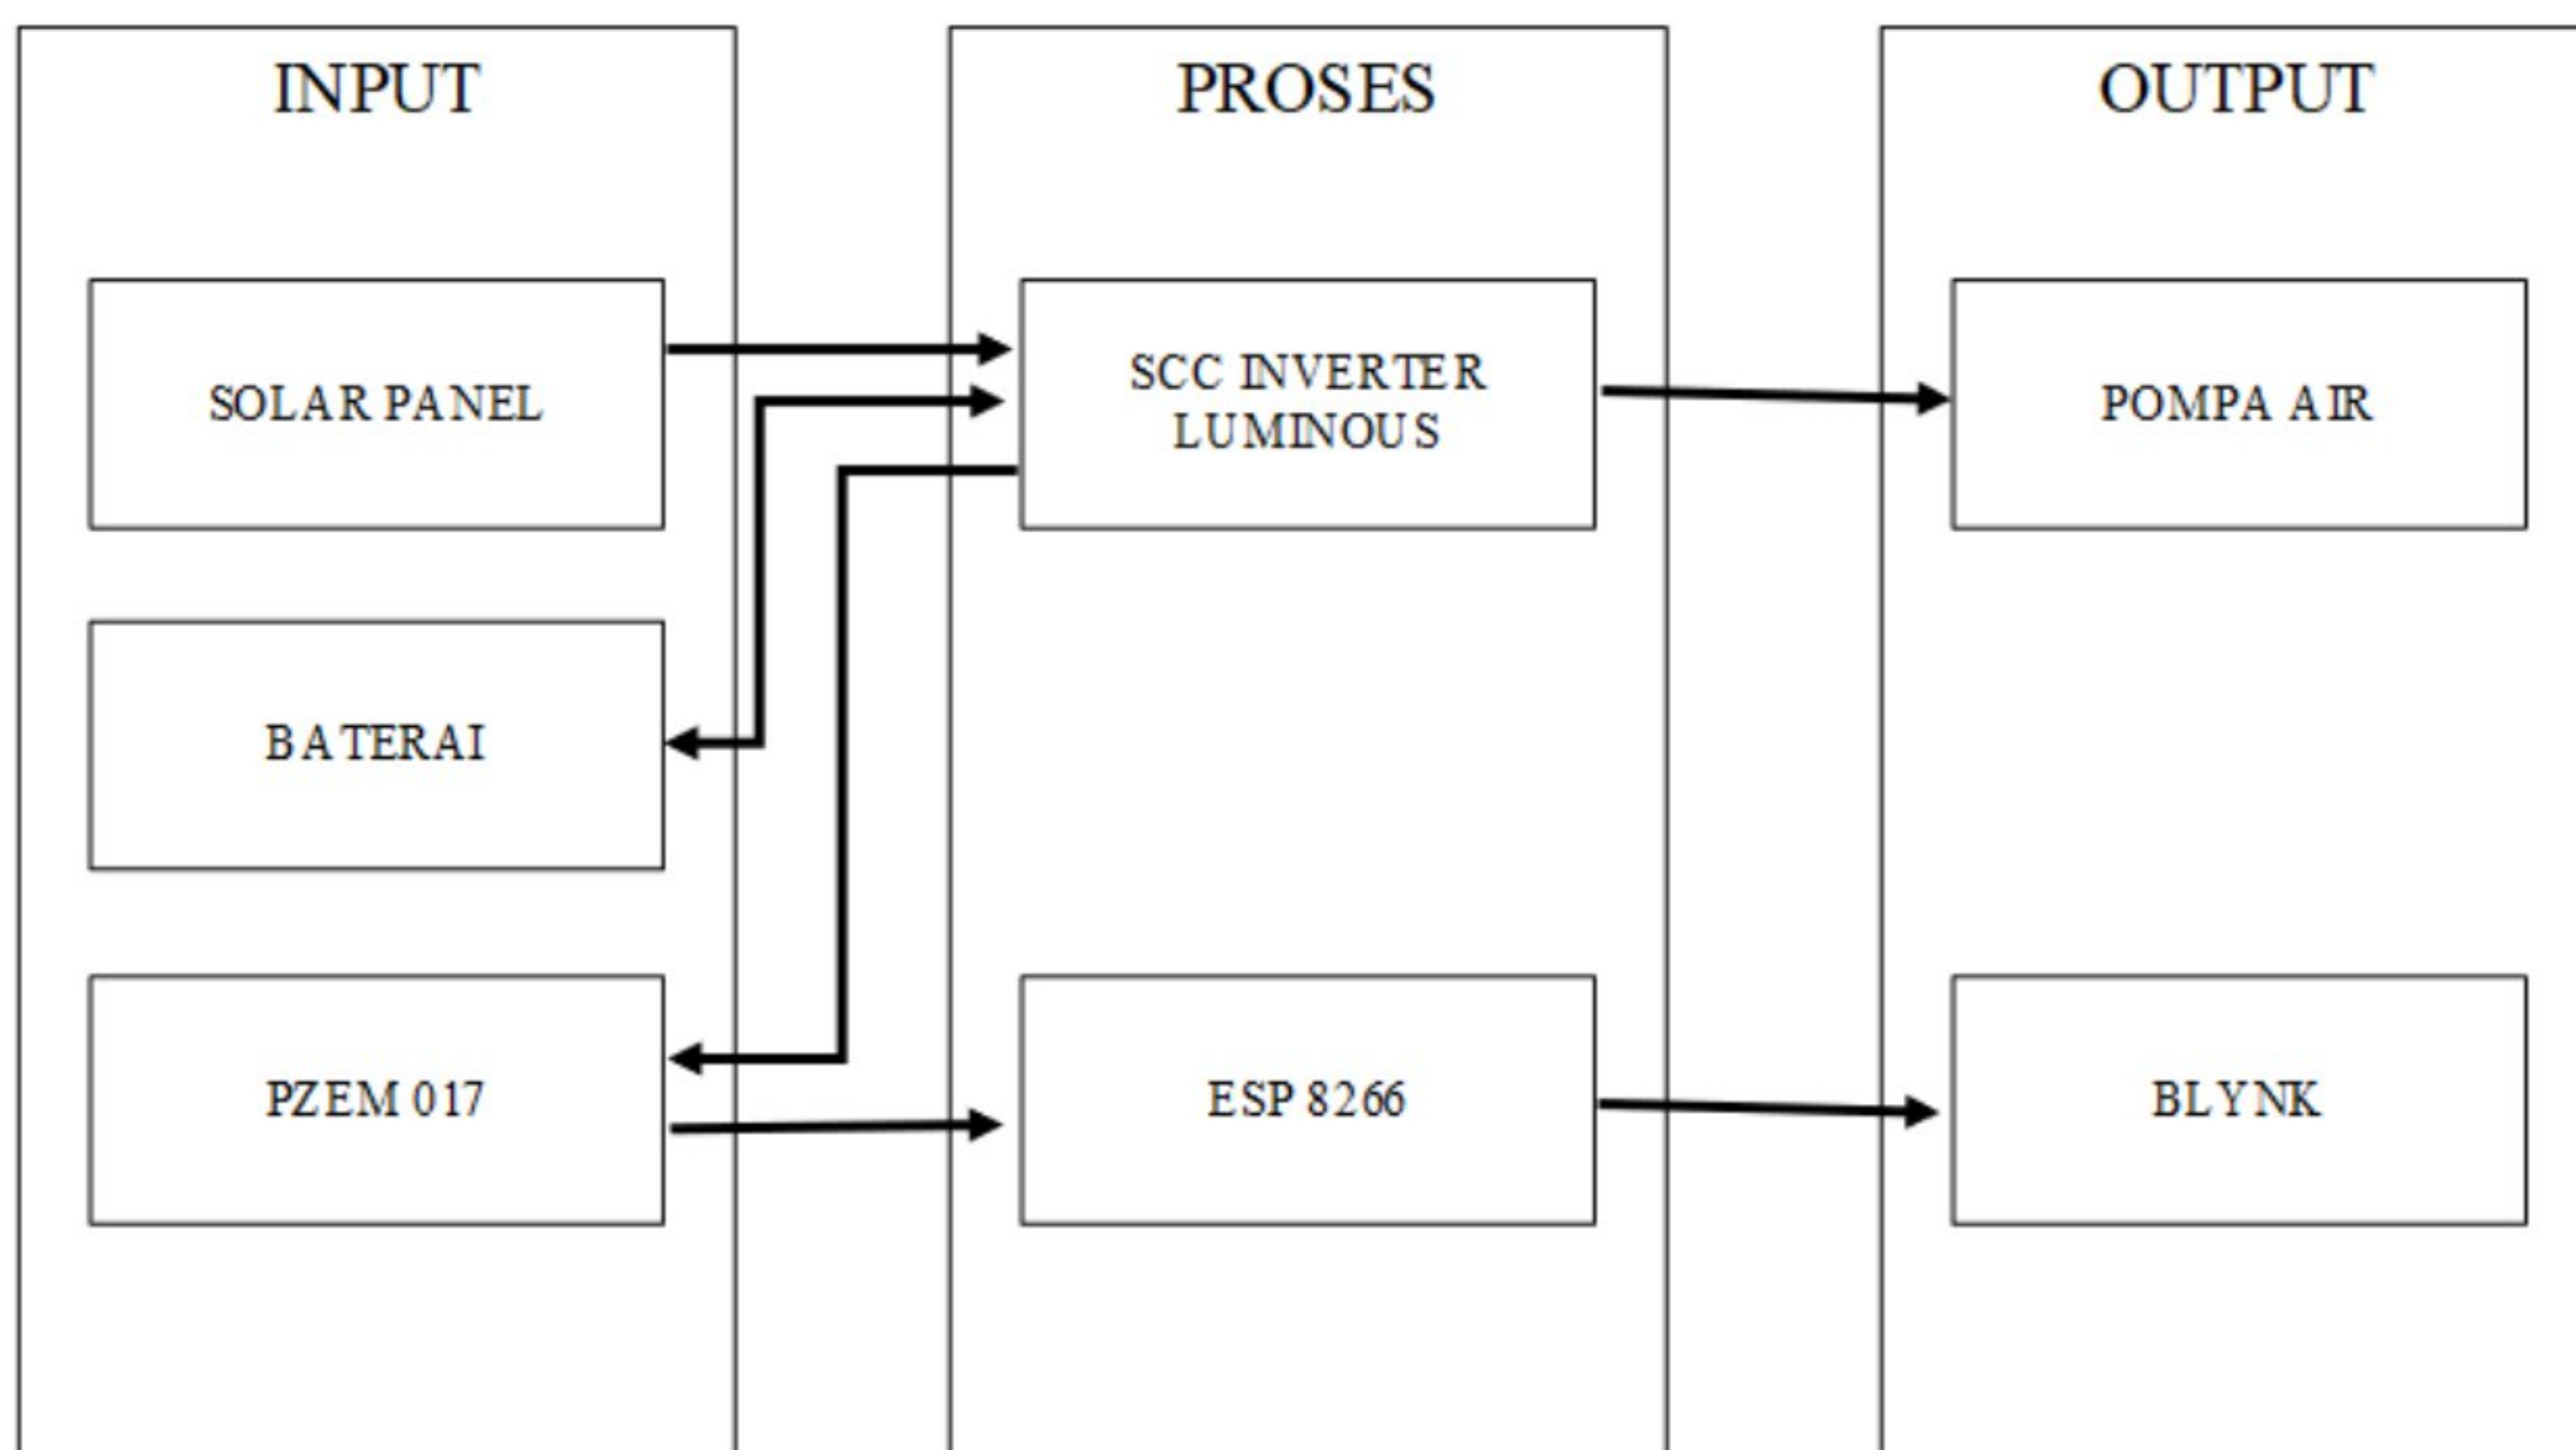 INPUT
PROSES
OUTPUT
SOLAR PANEL
SCC INVERTER
LUMINOUS
POMPA AIR
BATERAI
PZEM 017
ESP 8266
BLYNK